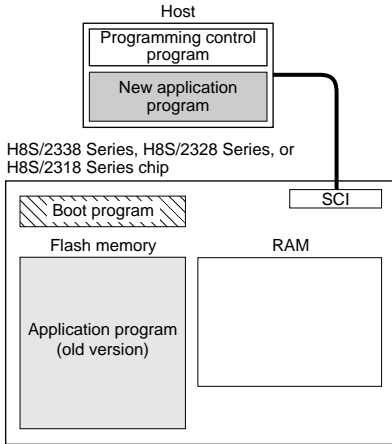 Host
Programming control
program
New application
program
H8S/2338 Series, H8S/2328 Series, or
H8S/2318 Series chip
SCI
Boot program
Flash memory
RAM
Application program
(old version)